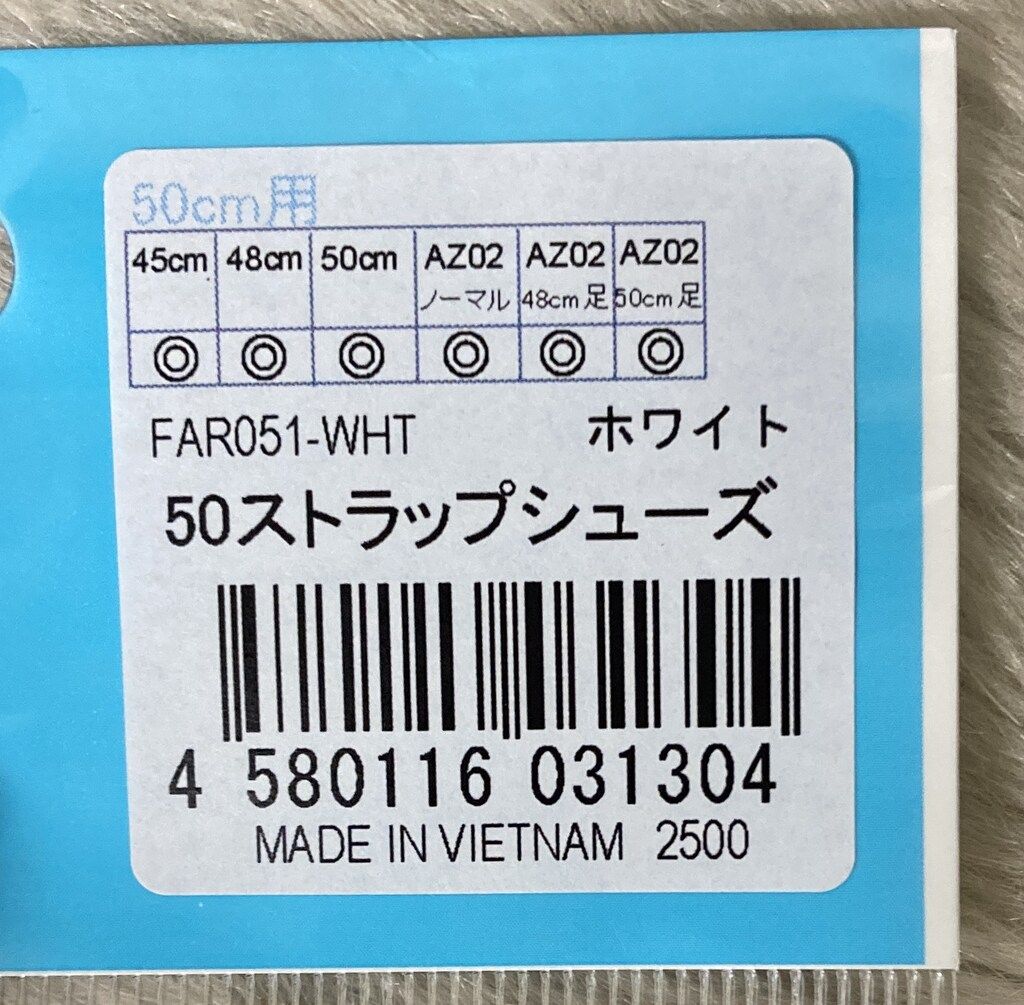 50cm用
45cm 48cm 50cm AZ02 AZ02 AZ02
ノーマル 48cm足 50cm足
◎ ◎ ◎ ◎ ◎ ◎
FAR051-WHT ホワイト
50ストラップシューズ
4 580116 031304
MADE IN VIETNAM 2500